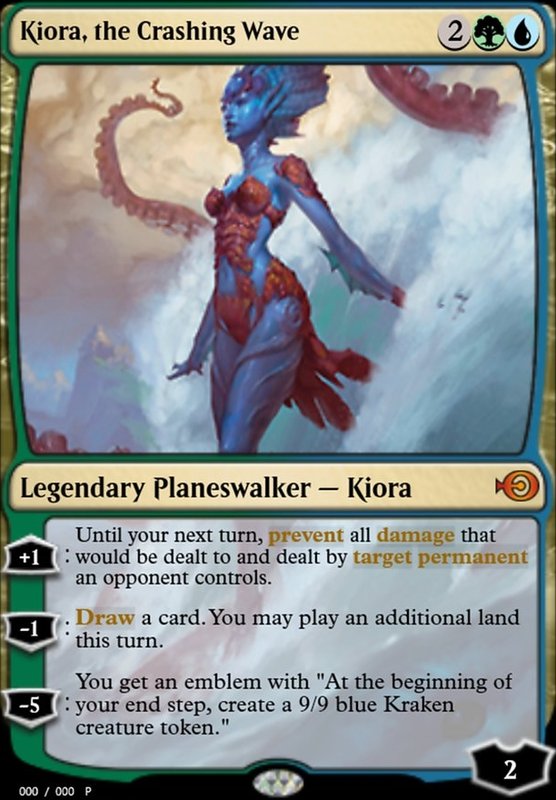 Kiora, the Crashing Wave 2
Legendary Planeswalker — Kiora
Until your next turn, prevent all damage that
+1 : would be dealt to and dealt by target permanent
an opponent controls.
-1 : Draw a card. You may play an additional land
this turn.
You get an emblem with "At the beginning of
-5 : your end step, create a 9/9 blue Kraken
creature token."
2
000 / 000 P